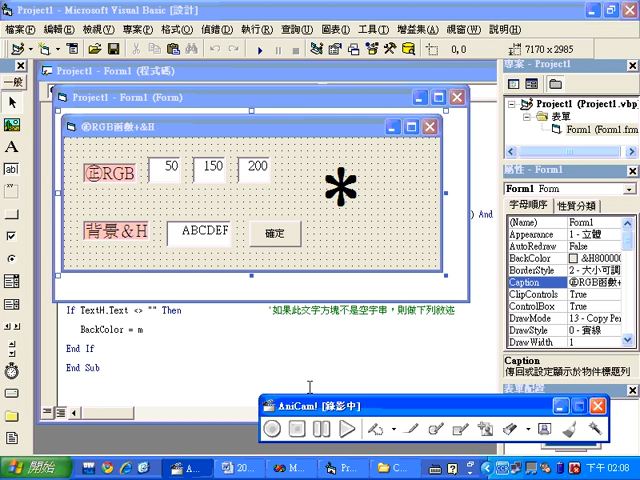 Project1 - Microsoft Visual Basic [設計]
檔案(F) 編輯(E) 檢視(V) 專案(P) 格式(O) 偵錯(D) 執行(R) 查詢(U) 圖表(I) 工具(T) 增益集(A) 視窗(W) 說明(H)
0, 0 7170 x 2985
一般
Project1 - Form1 (程式碼)
Project1 - Form1 (Form)
㊣RGB函數+&H
㊣RGB 50 150 200
*
背景&H ABCDEF 確定
) And
If TextH.Text <> "" Then '如果此文字方塊不是空字串，則做下列敘述
BackColor = m
End If
End Sub
專案 - Project1
Project1 (Project1.vbp)
表單
Form1 (Form1.frm
屬性 - Form1
Form1 Form
字母順序 性質分類
(Name) Form1
Appearance 1 - 立體
AutoRedraw False
BackColor &H800000
BorderStyle 2 - 大小可調
Caption ㊣RGB函數+
ClipControls True
ControlBox True
DrawMode 13 - Copy Pen
DrawStyle 0 - 實線
DrawWidth 1
Caption
傳回或設定顯示於物件標題列
表單配置
AniCam! [錄影中]
開始 A... 20... M... Pr... C... 下午 02:08